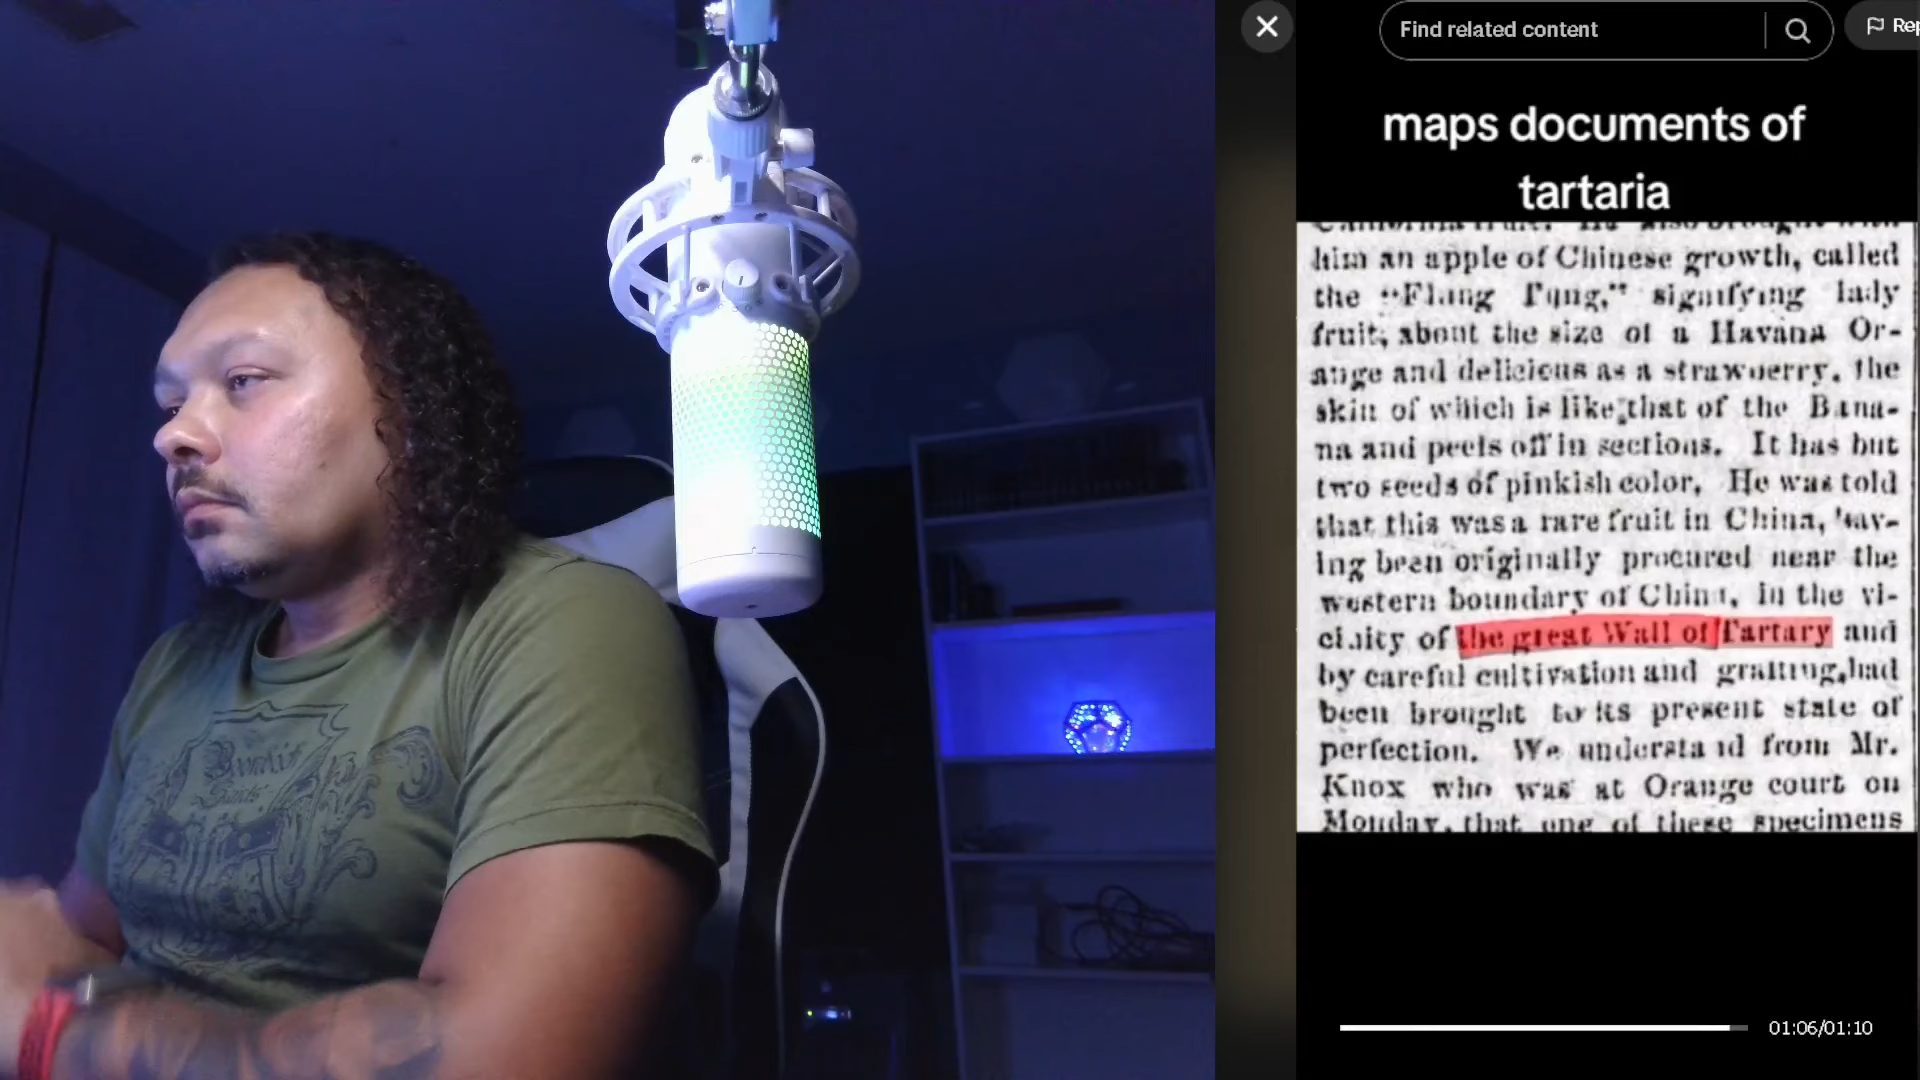 Find related content
Rep
maps documents of
tartaria
him an apple of Chinese growth, called
the "Flang Fung," signifying lady
fruit; about the size of a Havana Or-
ange and delicious as a strawberry, the
skin of which is like that of the Bana-
na and peels off in sections. It has but
two seeds of pinkish color. He was told
that this was a rare fruit in China, hav-
ing been originally procured near the
western boundary of China, in the vi-
cinity of the great Wall of Tartary and
by careful cultivation and grafting, had
been brought to its present state of
perfection. We understand from Mr.
Knox who was at Orange court on
Monday, that one of these specimens
01:06/01:10